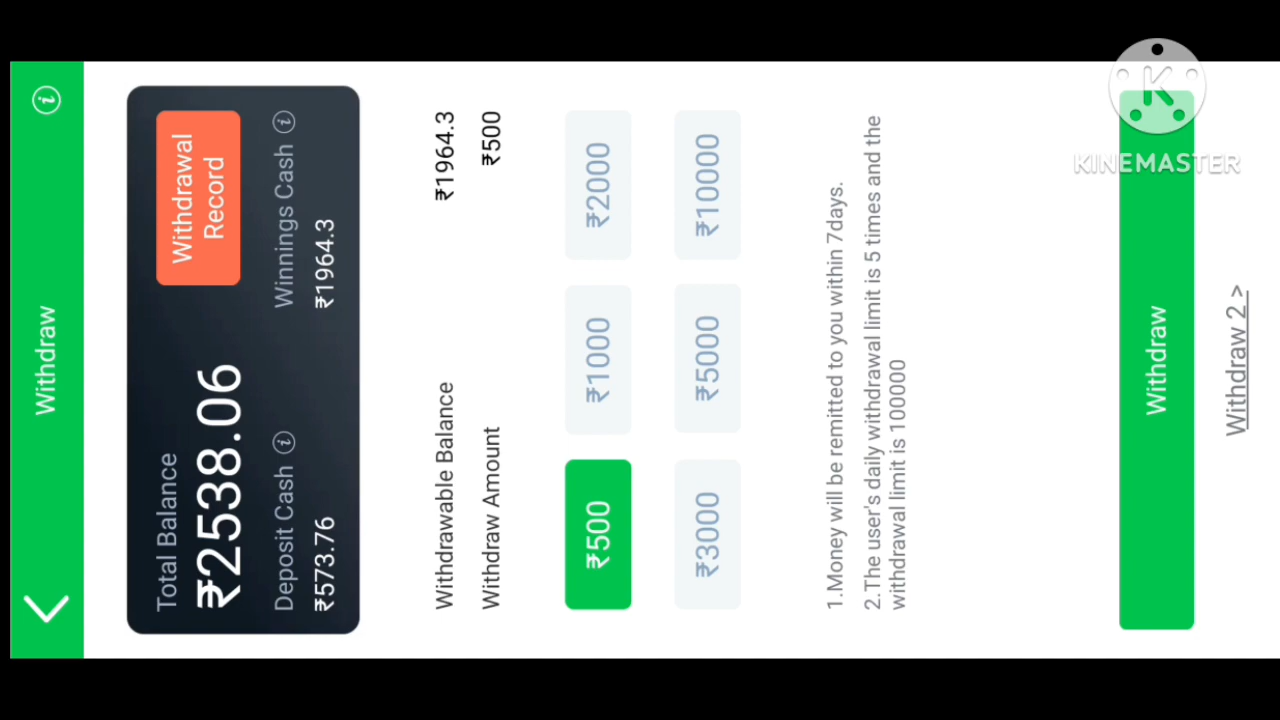 Withdraw
Total Balance
₹2538.06
Withdrawal
Record
Deposit Cash
Winnings Cash
₹573.76
₹1964.3
Withdrawable Balance ₹1964.3
Withdraw Amount ₹500
₹500 ₹1000 ₹2000
₹3000 ₹5000 ₹10000
1.Money will be remitted to you within 7days.
2.The user's daily withdrawal limit is 5 times and the
withdrawal limit is 100000
Withdraw
Withdraw 2 >
KINEMASTER